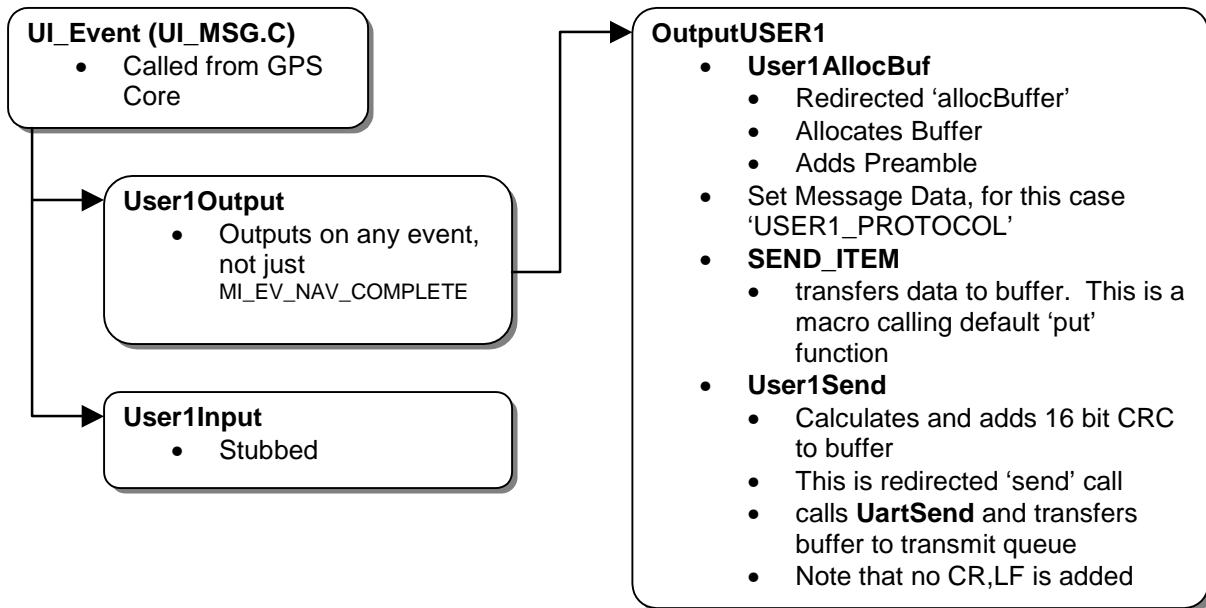 UI_Event (UI_MSG.C)
• Called from GPS
Core
User1Output
• Outputs on any event,
not just
MI_EV_NAV_COMPLETE
User1Input
• Stubbed
OutputUSER1
• User1AllocBuf
• Redirected ‘allocBuffer’
• Allocates Buffer
• Adds Preamble
• Set Message Data, for this case
‘USER1_PROTOCOL’
• SEND_ITEM
• transfers data to buffer.  This is a
macro calling default ‘put’
function
• User1Send
• Calculates and adds 16 bit CRC
to buffer
• This is redirected ‘send’ call
• calls UartSend and transfers
buffer to transmit queue
• Note that no CR,LF is added